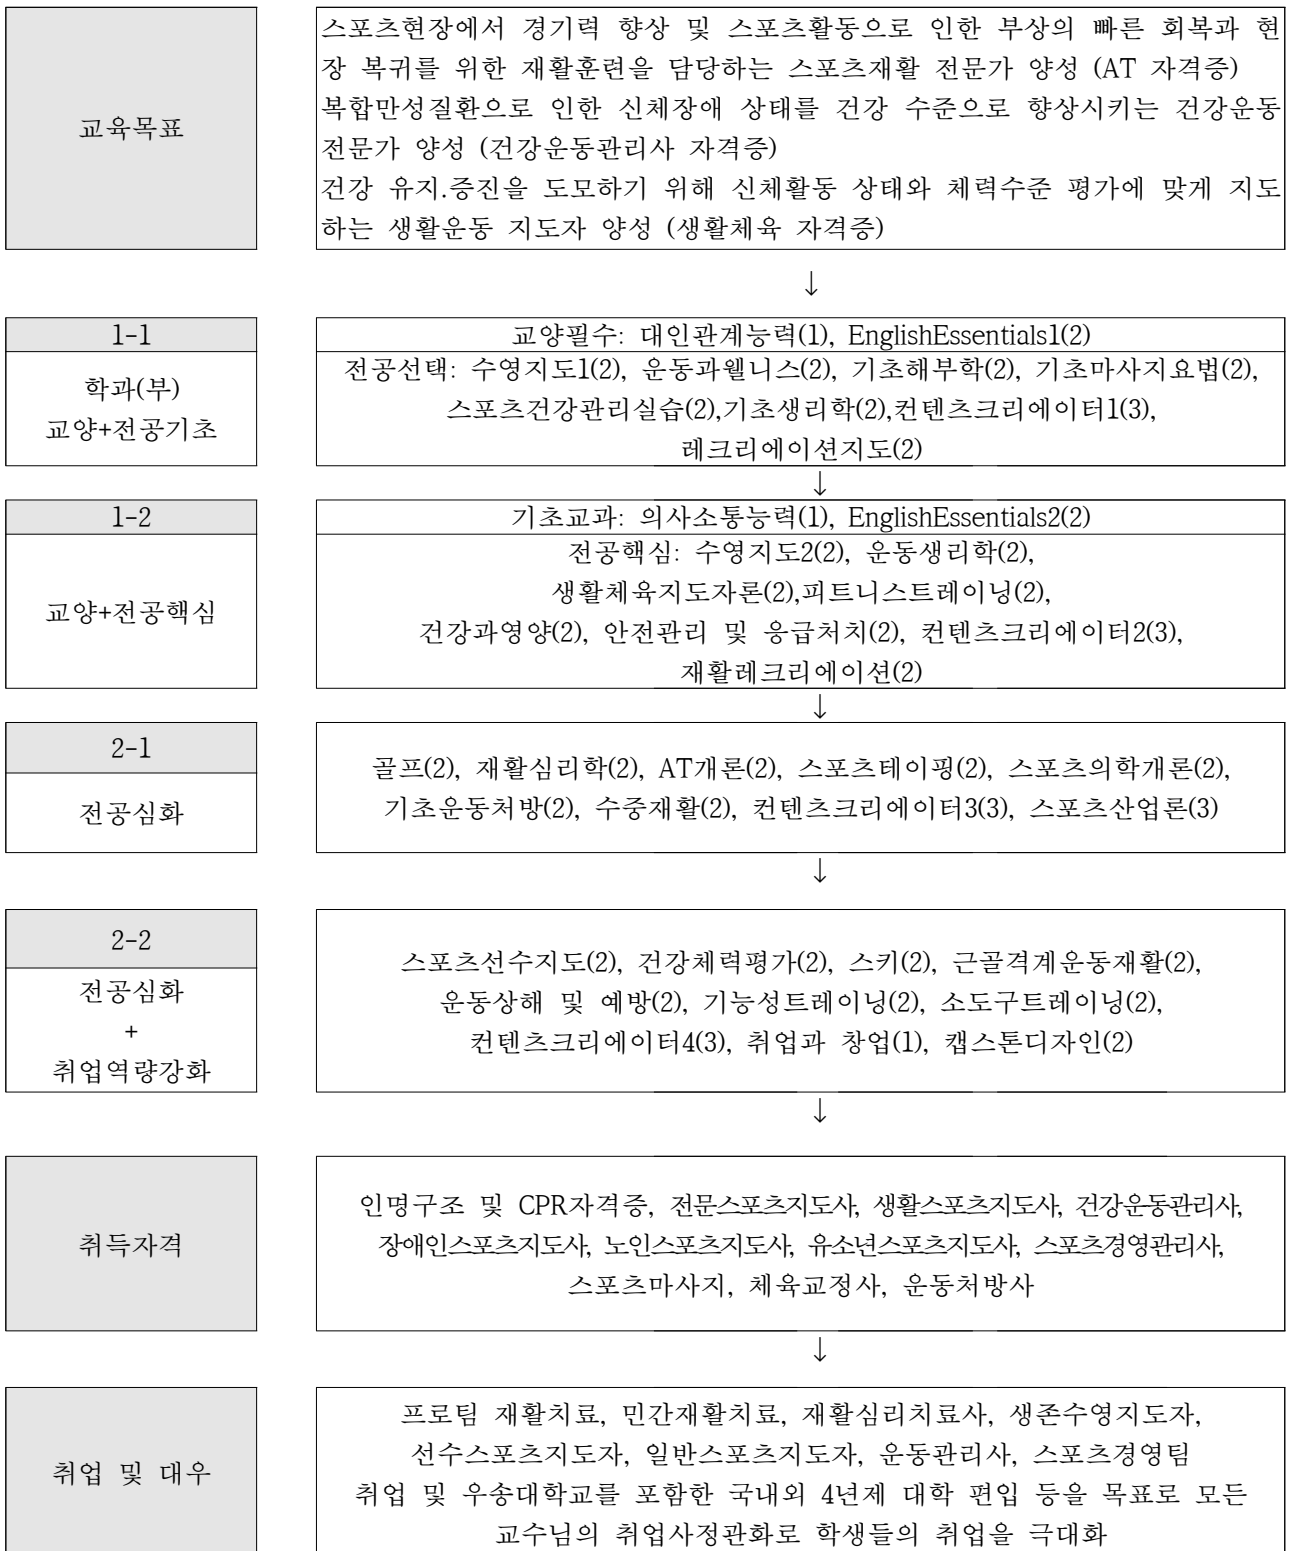 교육목표
스포츠현장에서 경기력 향상 및 스포츠활동으로 인한 부상의 빠른 회복과 현
장 복귀를 위한 재활훈련을 담당하는 스포츠재활 전문가 양성 (AT 자격증)
복합만성질환으로 인한 신체장애 상태를 건강 수준으로 향상시키는 건강운동
전문가 양성 (건강운동관리사 자격증)
건강 유지.증진을 도모하기 위해 신체활동 상태와 체력수준 평가에 맞게 지도
하는 생활운동 지도자 양성 (생활체육 자격증)
↓
1-1
학과(부)
교양+전공기초
교양필수: 대인관계능력(1), EnglishEssentials1(2)
전공선택: 수영지도1(2), 운동과웰니스(2), 기초해부학(2), 기초마사지요법(2),
스포츠건강관리실습(2),기초생리학(2),컨텐츠크리에이터1(3),
레크리에이션지도(2)
↓
1-2
교양+전공핵심
기초교과: 의사소통능력(1), EnglishEssentials2(2)
전공핵심: 수영지도2(2), 운동생리학(2),
생활체육지도자론(2),피트니스트레이닝(2),
건강과영양(2), 안전관리 및 응급처치(2), 컨텐츠크리에이터2(3),
재활레크리에이션(2)
↓
2-1
전공심화
골프(2), 재활심리학(2), AT개론(2), 스포츠테이핑(2), 스포츠의학개론(2),
기초운동처방(2), 수중재활(2), 컨텐츠크리에이터3(3), 스포츠산업론(3)
↓
2-2
전공심화
+
취업역량강화
스포츠선수지도(2), 건강체력평가(2), 스키(2), 근골격계운동재활(2),
운동상해 및 예방(2), 기능성트레이닝(2), 소도구트레이닝(2),
컨텐츠크리에이터4(3), 취업과 창업(1), 캡스톤디자인(2)
↓
취득자격
인명구조 및 CPR자격증, 전문스포츠지도사, 생활스포츠지도사, 건강운동관리사,
장애인스포츠지도사, 노인스포츠지도사, 유소년스포츠지도사, 스포츠경영관리사,
스포츠마사지, 체육교정사, 운동처방사
↓
취업 및 대우
프로팀 재활치료, 민간재활치료, 재활심리치료사, 생존수영지도자,
선수스포츠지도자, 일반스포츠지도자, 운동관리사, 스포츠경영팀
취업 및 우송대학교를 포함한 국내외 4년제 대학 편입 등을 목표로 모든
교수님의 취업사정관화로 학생들의 취업을 극대화